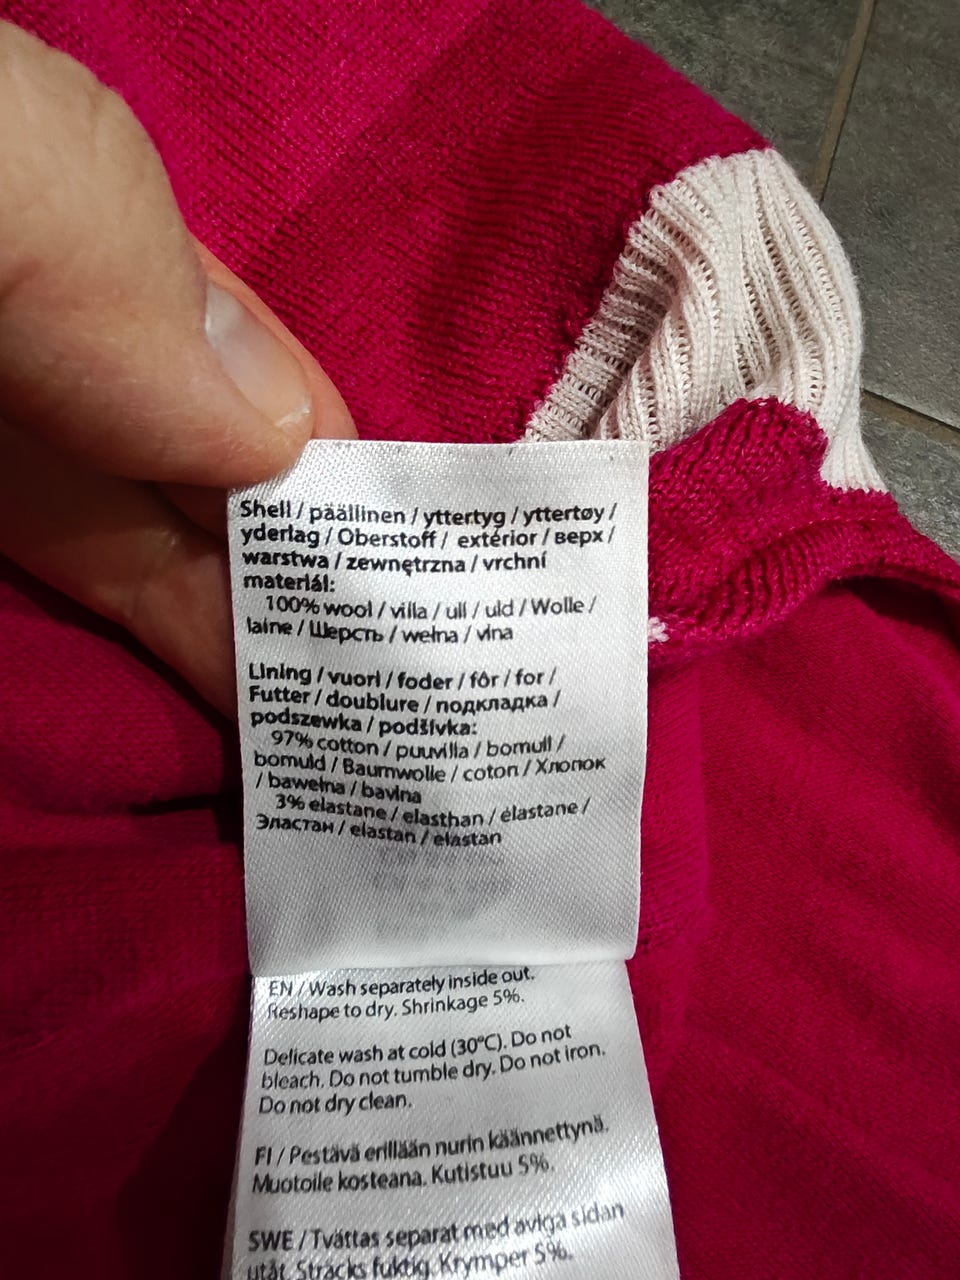 Shell / päällinen / yttertyg / yttertøy /
yderlag / Oberstoff / extérior / верх /
warstwa / zewnętrzna / vrchní
materiál:
100% wool / villa / ull / uld / Wolle /
laine / Шерсть / wełna / vlna
Lining / vuori / foder / fôr / for /
Futter / doublure / подкладка /
podszewka / podšívka:
97% cotton / puuvilla / bomull /
bomuld / Baumwolle / coton / Хлопок
/ bawełna / bavlna
3% elastane / elasthan / élastane /
Эластан / elastan / elastan
EN / Wash separately inside out.
Reshape to dry. Shrinkage 5%.
Delicate wash at cold (30°C). Do not
bleach. Do not tumble dry. Do not iron.
Do not dry clean.
FI / Pestävä erillään nurin käännettynä.
Muotoile kosteana. Kutistuu 5%.
SWE / Tvättas separat med aviga sidan
utåt. Sträcks fuktig. Krymper 5%.